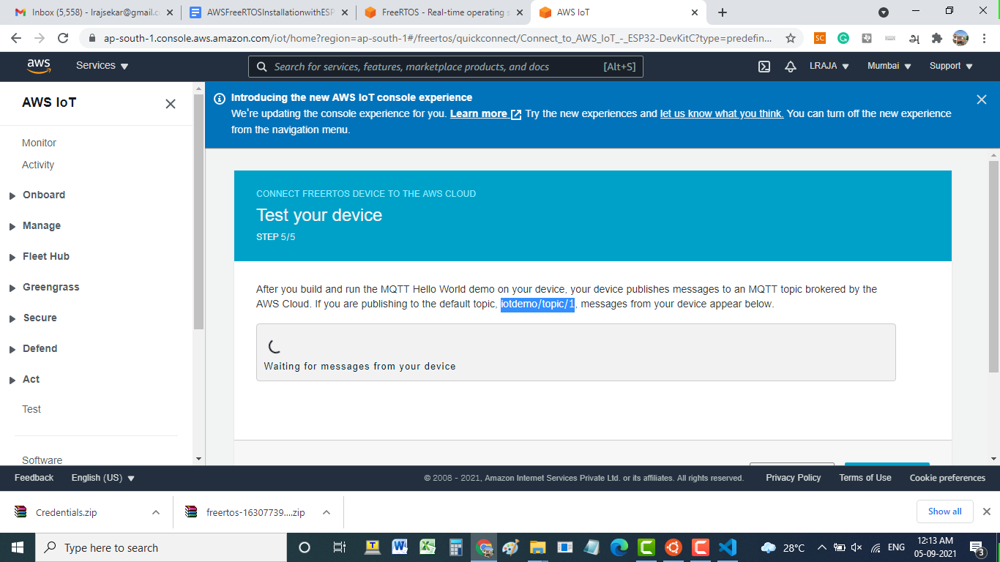 Inbox (5,558) - lrajsekar@gmail.c
AWSFreeRTOSInstallationwithESP
FreeRTOS - Real-time operating s
AWS IoT
ap-south-1.console.aws.amazon.com/iot/home?region=ap-south-1#/freertos/quickconnect/Connect_to_AWS_IoT_-_ESP32-DevKitC?type=predefin...
SC
அ
aws
Services
Search for services, features, marketplace products, and docs
[Alt+S]
LRAJA
Mumbai
Support
AWS IoT
Monitor
Activity
Onboard
Manage
Fleet Hub
Greengrass
Secure
Defend
Act
Test
Software
Introducing the new AWS IoT console experience
We're updating the console experience for you. Learn more Try the new experiences and let us know what you think. You can turn off the new experience
from the navigation menu.
CONNECT FREERTOS DEVICE TO THE AWS CLOUD
Test your device
STEP 5/5
After you build and run the MQTT Hello World demo on your device, your device publishes messages to an MQTT topic brokered by the
AWS Cloud. If you are publishing to the default topic, iotdemo/topic/1, messages from your device appear below.
Waiting for messages from your device
Feedback
English (US)
© 2008 - 2021, Amazon Internet Services Private Ltd. or its affiliates. All rights reserved.
Privacy Policy
Terms of Use
Cookie preferences
Credentials.zip
freertos-16307739....zip
Show all
Type here to search
28°C
ENG
12:13 AM
05-09-2021
3